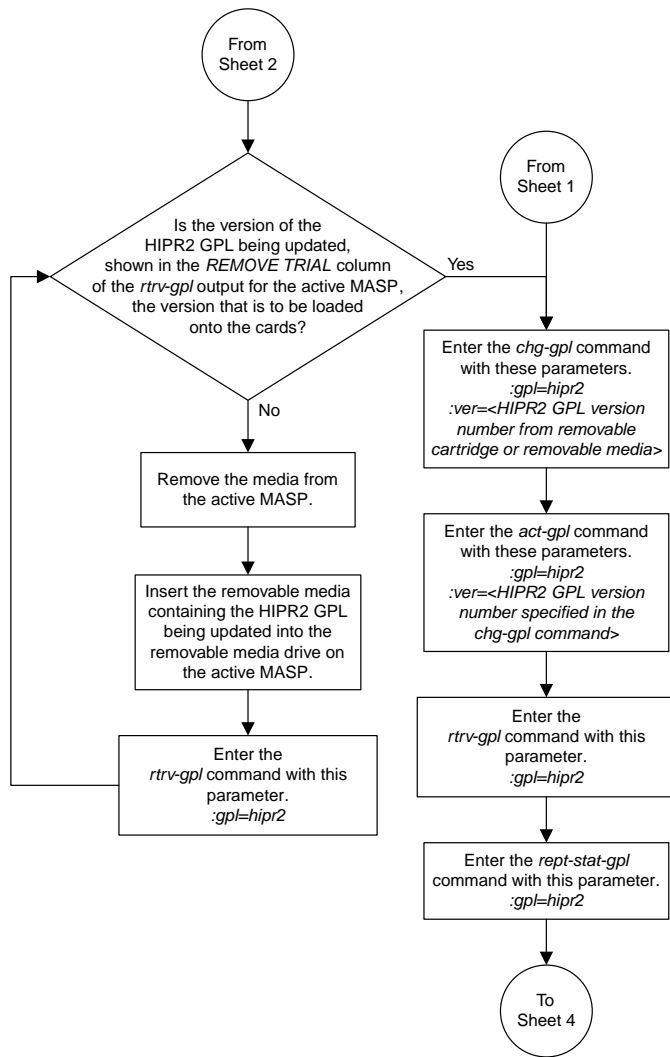 From
Sheet 2
Is the version of the
HIPR2 GPL being updated,
shown in the REMOVE TRIAL column
of the rtrv-gpl output for the active MASP,
the version that is to be loaded
onto the cards?
Yes
No
Remove the media from
the active MASP.
Insert the removable media
containing the HIPR2 GPL
being updated into the
removable media drive on
the active MASP.
Enter the
rtrv-gpl command with this
parameter.
:gpl=hipr2
From
Sheet 1
Enter the chg-gpl command
with these parameters.
:gpl=hipr2
:ver=<HIPR2 GPL version
number from removable
cartridge or removable media>
Enter the act-gpl command
with these parameters.
:gpl=hipr2
:ver=<HIPR2 GPL version
number specified in the
chg-gpl command>
Enter the
rtrv-gpl command with this
parameter.
:gpl=hipr2
Enter the rept-stat-gpl
command with this parameter.
:gpl=hipr2
To
Sheet 4